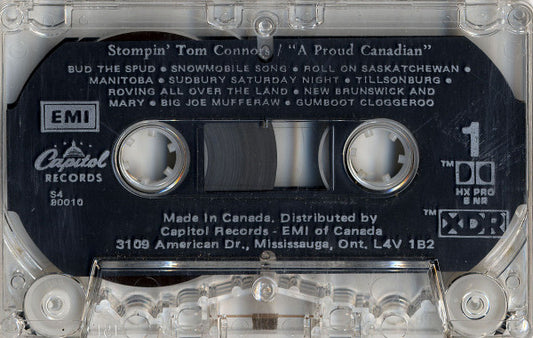 Stompin' Tom Connors / "A Proud Canadian"
BUD THE SPUD • SNOWMOBILE SONG • ROLL ON SASKATCHEWAN •
MANITOBA • SUDBURY SATURDAY NIGHT • TILLSONBURG •
ROVING ALL OVER THE LAND • NEW BRUNSWICK AND
MARY • BIG JOE MUFFERAW • GUMBOOT CLOGGEROO
EMI
Capitol
RECORDS
S4
80010
1
TM
HX PRO
B NR
TM XDR
Made In Canada. Distributed by
Capitol Records - EMI of Canada
3109 American Dr., Mississauga, Ont. L4V 1B2